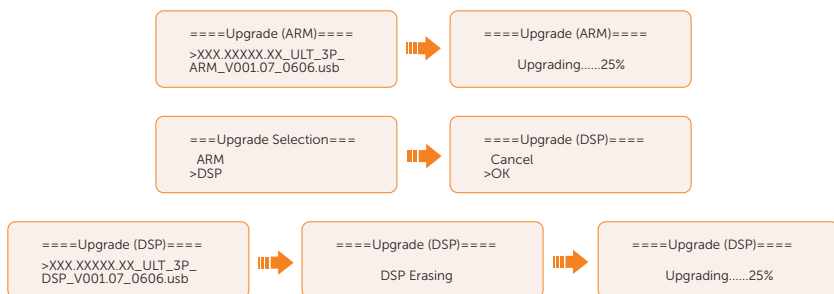 ====Upgrade (ARM)====
>XXX.XXXXX.XX_ULT_3P_
ARM_V001.07_0606.usb
====Upgrade (ARM)====
Upgrading......25%
===Upgrade Selection===
ARM
>DSP
====Upgrade (DSP)====
Cancel
>OK
====Upgrade (DSP)====
>XXX.XXXXX.XX_ULT_3P_
DSP_V001.07_0606.usb
====Upgrade (DSP)====
DSP Erasing
====Upgrade (DSP)====
Upgrading......25%